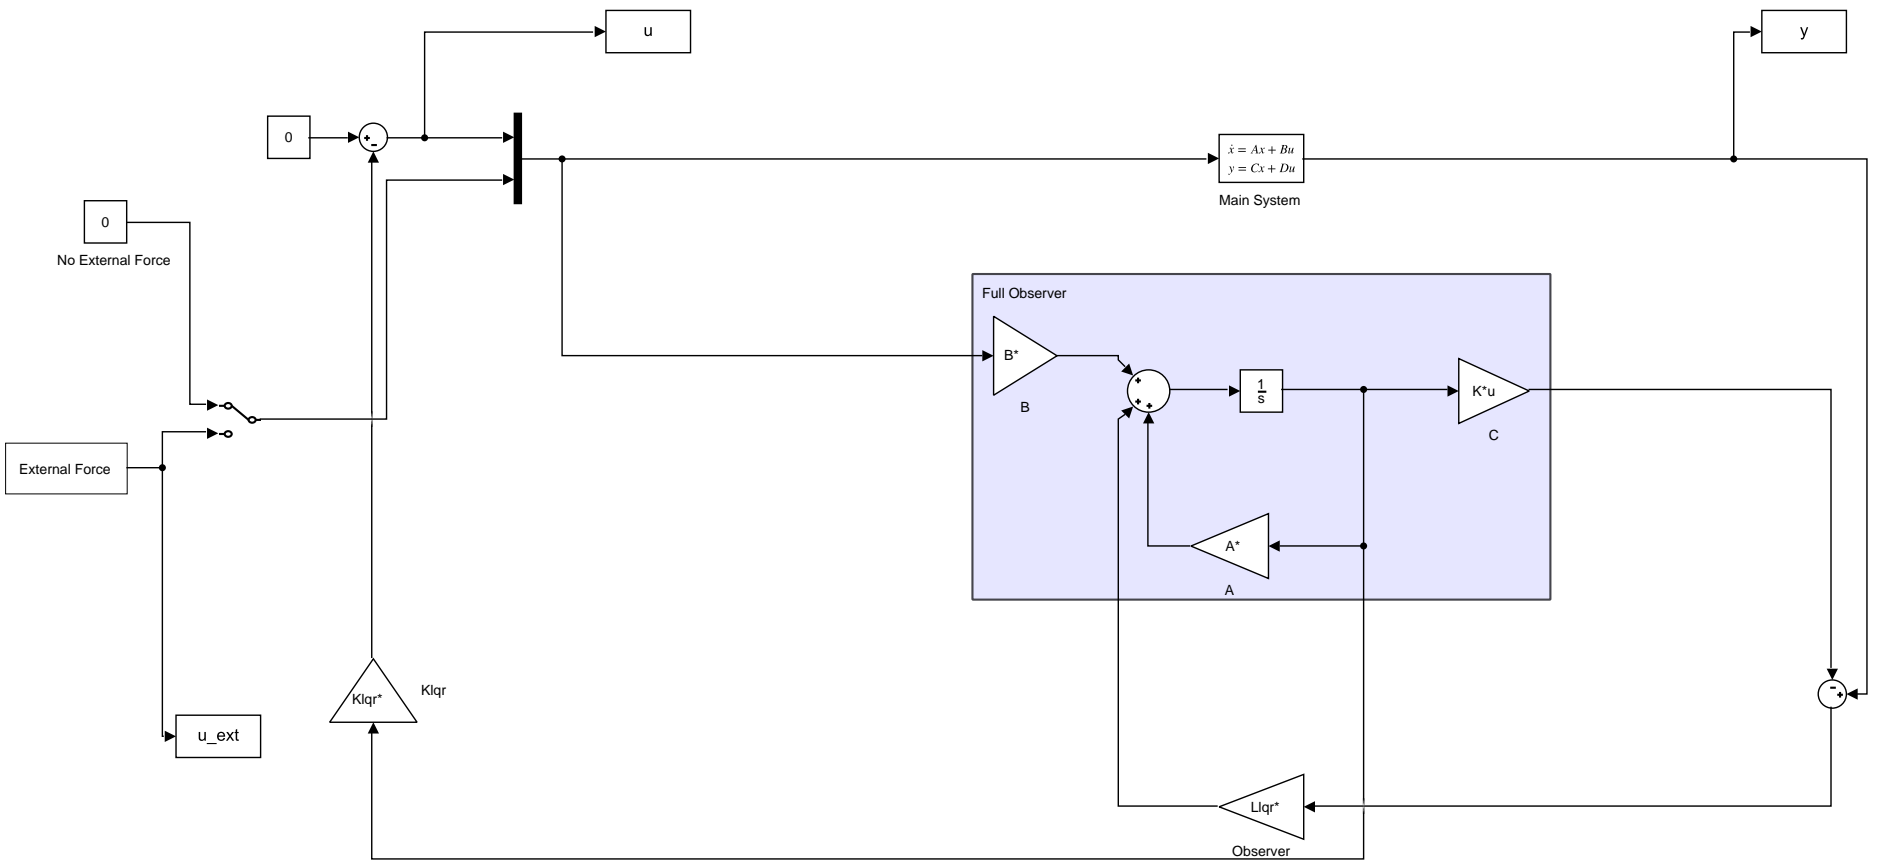 u
y
0
+
-
ẋ = Ax + Bu
y = Cx + Du
Main System
0
No External Force
Full Observer
B*
B
+
+
+
1
s
K*u
C
External Force
A*
A
Klqr*
Klqr
-
+
u_ext
Llqr*
Observer